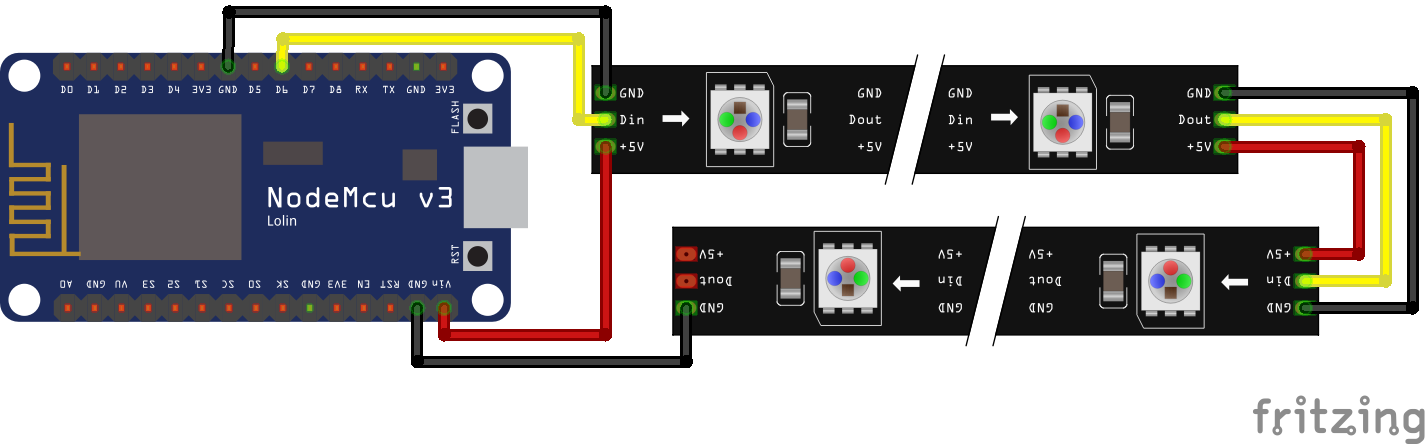 D0 D1 D2 D3 D4 3V3 GND D5 D6 D7 D8 RX TX GND 3V3
FLASH
NodeMcu v3
Lolin
RST
A0 GND VU S3 S2 S1 SC S0 SK GND 3V3 EN RST GND Vin
GND GND GND GND
Din Dout Din Dout
+5V +5V +5V +5V
+5V +5V +5V +5V
Dout Din Dout Din
GND GND GND GND
fritzing